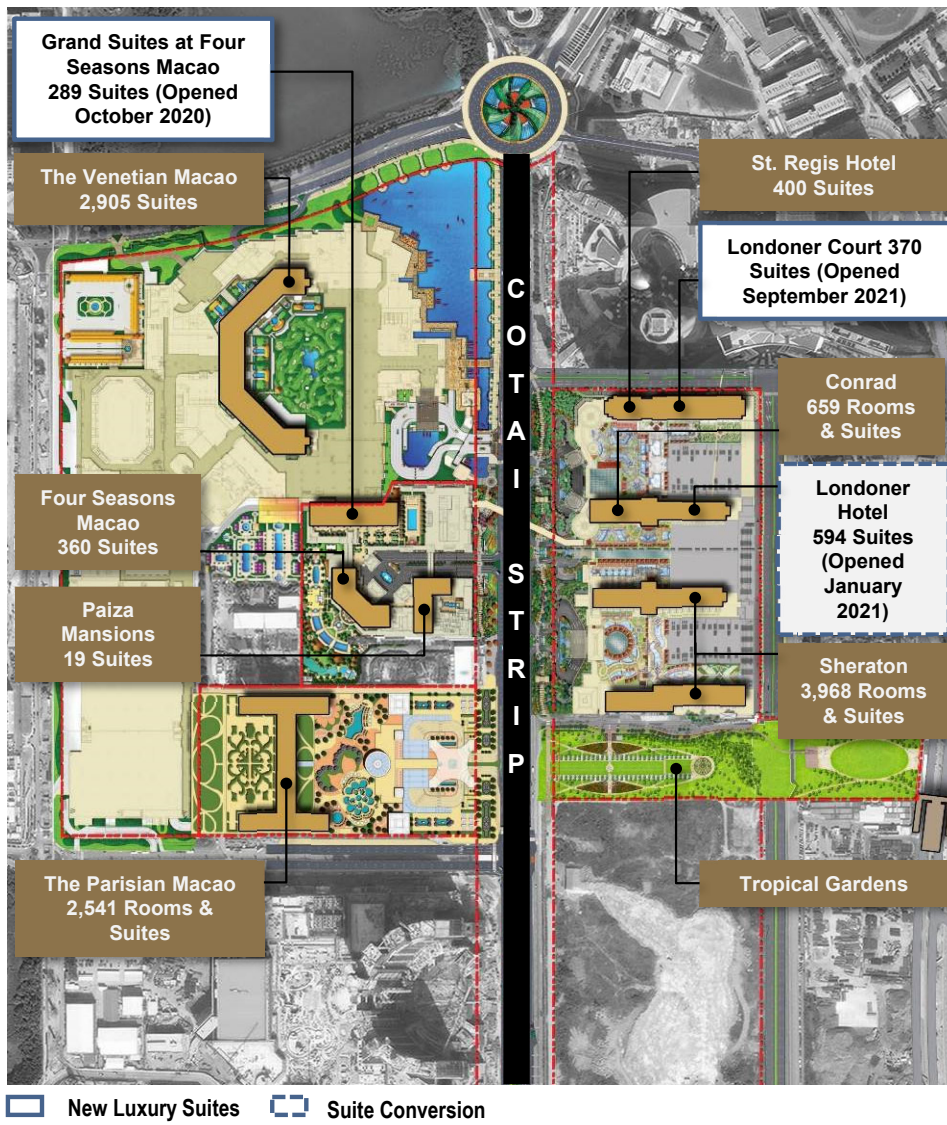 Grand Suites at Four
Seasons Macao
289 Suites (Opened
October 2020)
The Venetian Macao
2,905 Suites
St. Regis Hotel
400 Suites
Londoner Court 370
Suites (Opened
September 2021)
COTAI STRIP
Conrad
659 Rooms
& Suites
Londoner
Hotel
594 Suites
(Opened
January
2021)
Four Seasons
Macao
360 Suites
Paiza
Mansions
19 Suites
Sheraton
3,968 Rooms
& Suites
The Parisian Macao
2,541 Rooms &
Suites
Tropical Gardens
New Luxury Suites
Suite Conversion